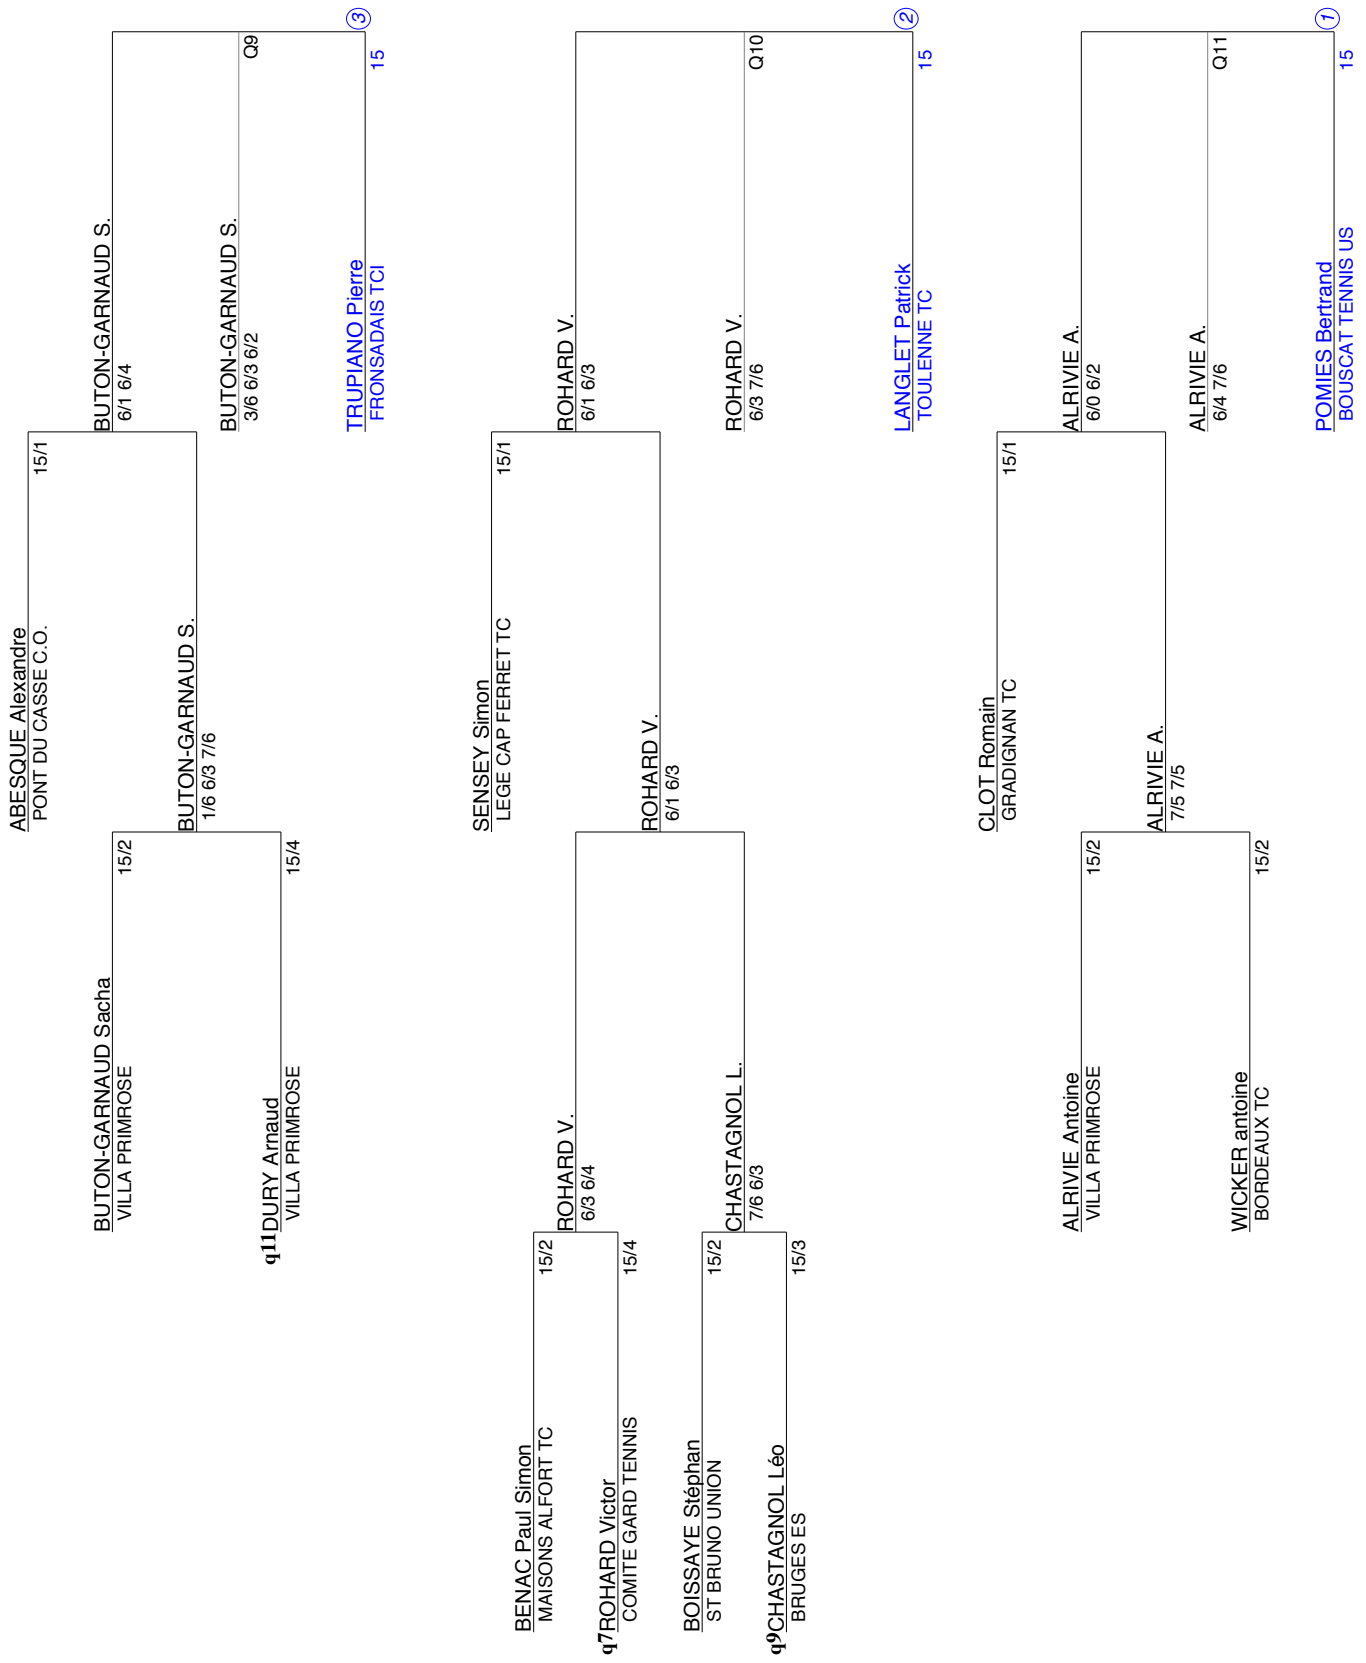 ABESQUE Alexandre
PONT DU CASSE C.O.
15/1
BUTON-GARNAUD Sacha
VILLA PRIMROSE
15/2
BUTON-GARNAUD S.
6/1 6/4
BUTON-GARNAUD S.
1/6 6/3 7/6
q11DURY Arnaud
VILLA PRIMROSE
15/4
BUTON-GARNAUD S.
3/6 6/3 6/2
Q9
TRUPIANO Pierre
FRONSADAIS TCI
15
3
SENSEY Simon
LEGE CAP FERRET TC
15/1
BENAC Paul Simon
MAISONS ALFORT TC
15/2
ROHARD V.
6/3 6/4
ROHARD V.
6/1 6/3
q7ROHARD Victor
COMITE GARD TENNIS
15/4
ROHARD V.
6/1 6/3
BOISSAYE Stéphan
ST BRUNO UNION
15/2
CHASTAGNOL L.
7/6 6/3
ROHARD V.
6/3 7/6
Q10
q9CHASTAGNOL Léo
BRUGES ES
15/3
LANGLET Patrick
TOULENNE TC
15
2
CLOT Romain
GRADIGNAN TC
15/1
ALRIVIE Antoine
VILLA PRIMROSE
15/2
ALRIVIE A.
6/0 6/2
ALRIVIE A.
7/5 7/5
ALRIVIE A.
6/4 7/6
Q11
WICKER antoine
BORDEAUX TC
15/2
POMIES Bertrand
BOUSCAT TENNIS US
15
1